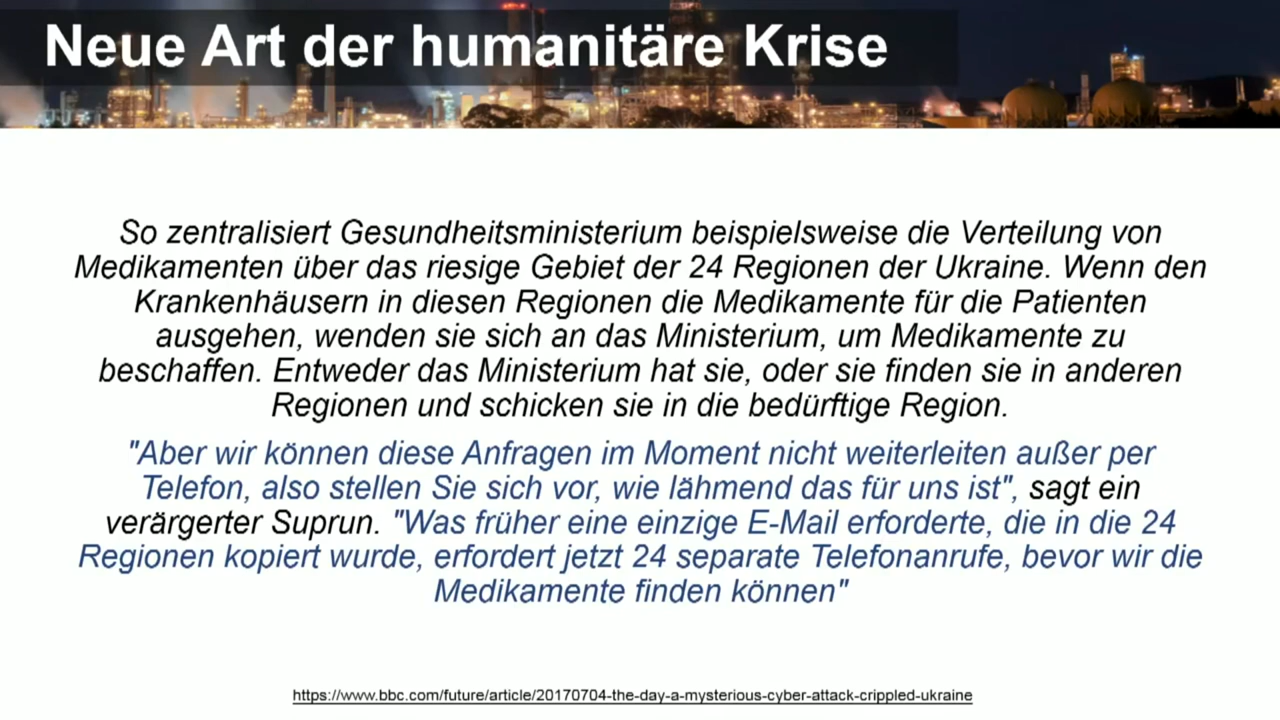 Neue Art der humanitäre Krise
So zentralisiert Gesundheitsministerium beispielsweise die Verteilung von
Medikamenten über das riesige Gebiet der 24 Regionen der Ukraine. Wenn den
Krankenhäusern in diesen Regionen die Medikamente für die Patienten
ausgehen, wenden sie sich an das Ministerium, um Medikamente zu
beschaffen. Entweder das Ministerium hat sie, oder sie finden sie in anderen
Regionen und schicken sie in die bedürftige Region.
"Aber wir können diese Anfragen im Moment nicht weiterleiten außer per
Telefon, also stellen Sie sich vor, wie lähmend das für uns ist", sagt ein
verärgerter Suprun. "Was früher eine einzige E-Mail erforderte, die in die 24
Regionen kopiert wurde, erfordert jetzt 24 separate Telefonanrufe, bevor wir die
Medikamente finden können"
https://www.bbc.com/future/article/20170704-the-day-a-mysterious-cyber-attack-crippled-ukraine